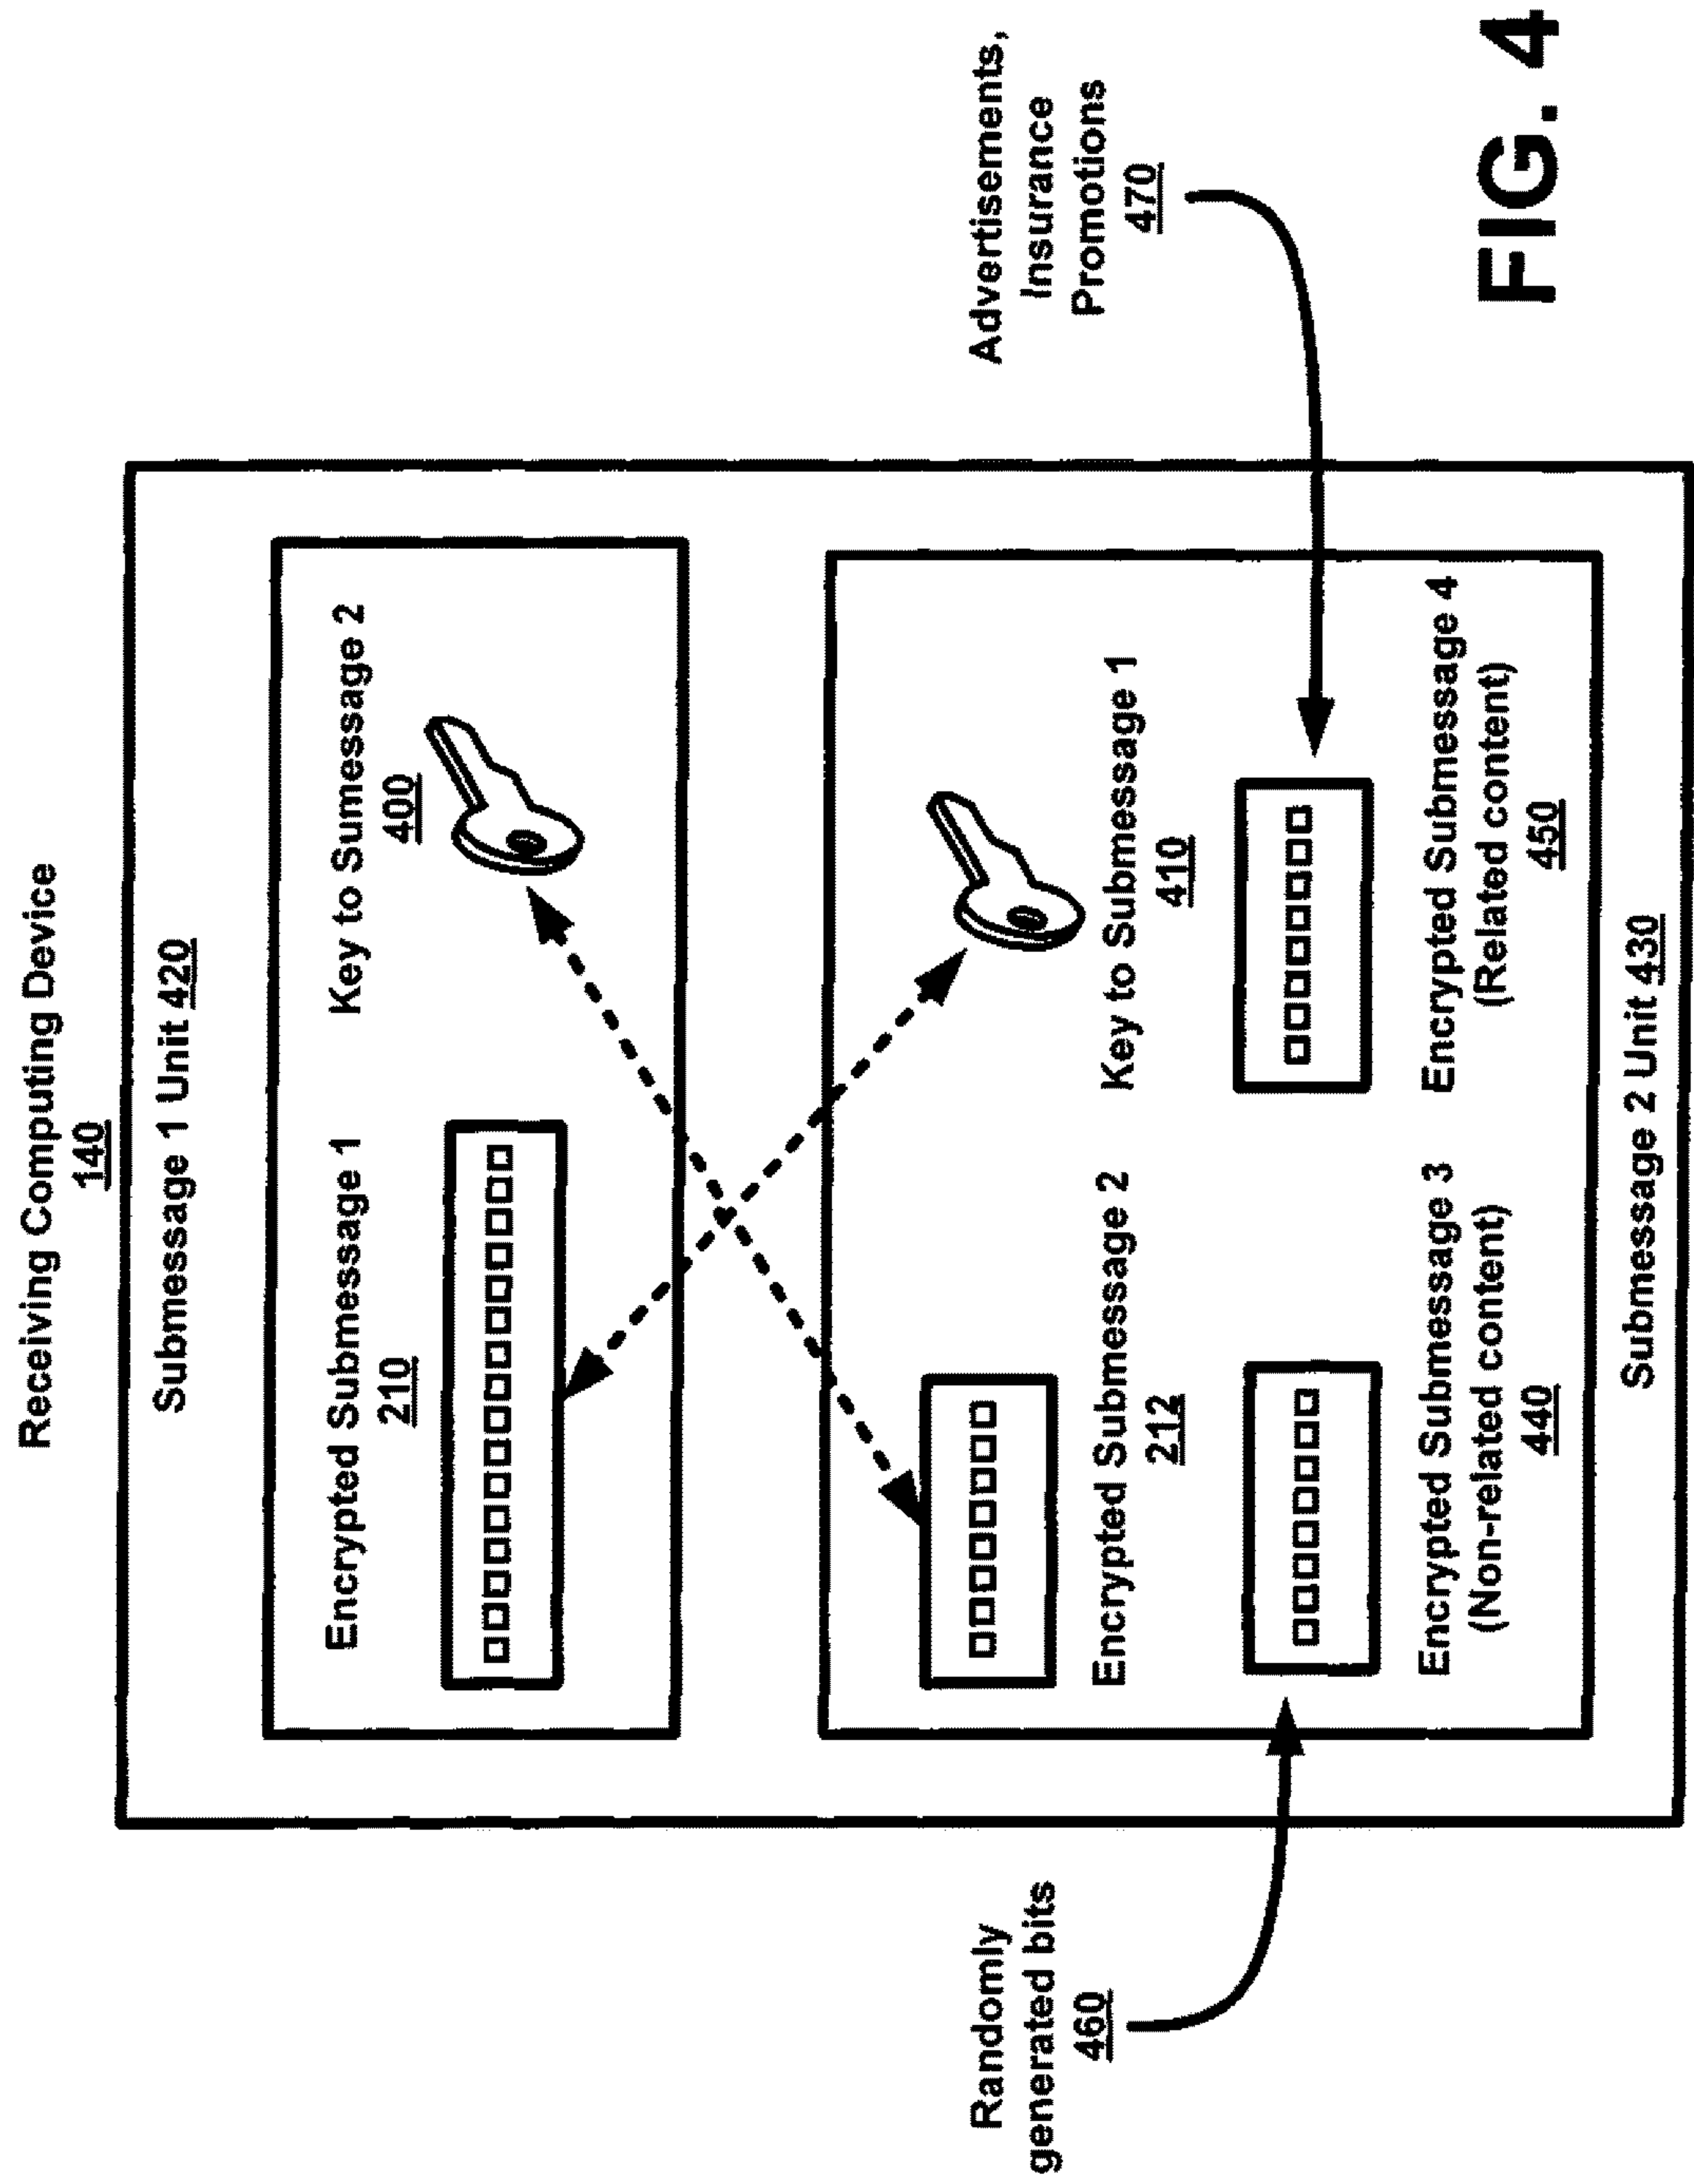 Receiving Computing Device
140
Submessage 1 Unit 420
Encrypted Submessage 1
210
Key to Sumessage 2
400
Encrypted Submessage 2
212
Key to Submessage 1
410
Encrypted Submessage 3
(Non-related content)
440
Encrypted Submessage 4
(Related content)
450
Submessage 2 Unit 430
Randomly
generated bits
460
Advertisements,
Insurance
Promotions
470
FIG. 4